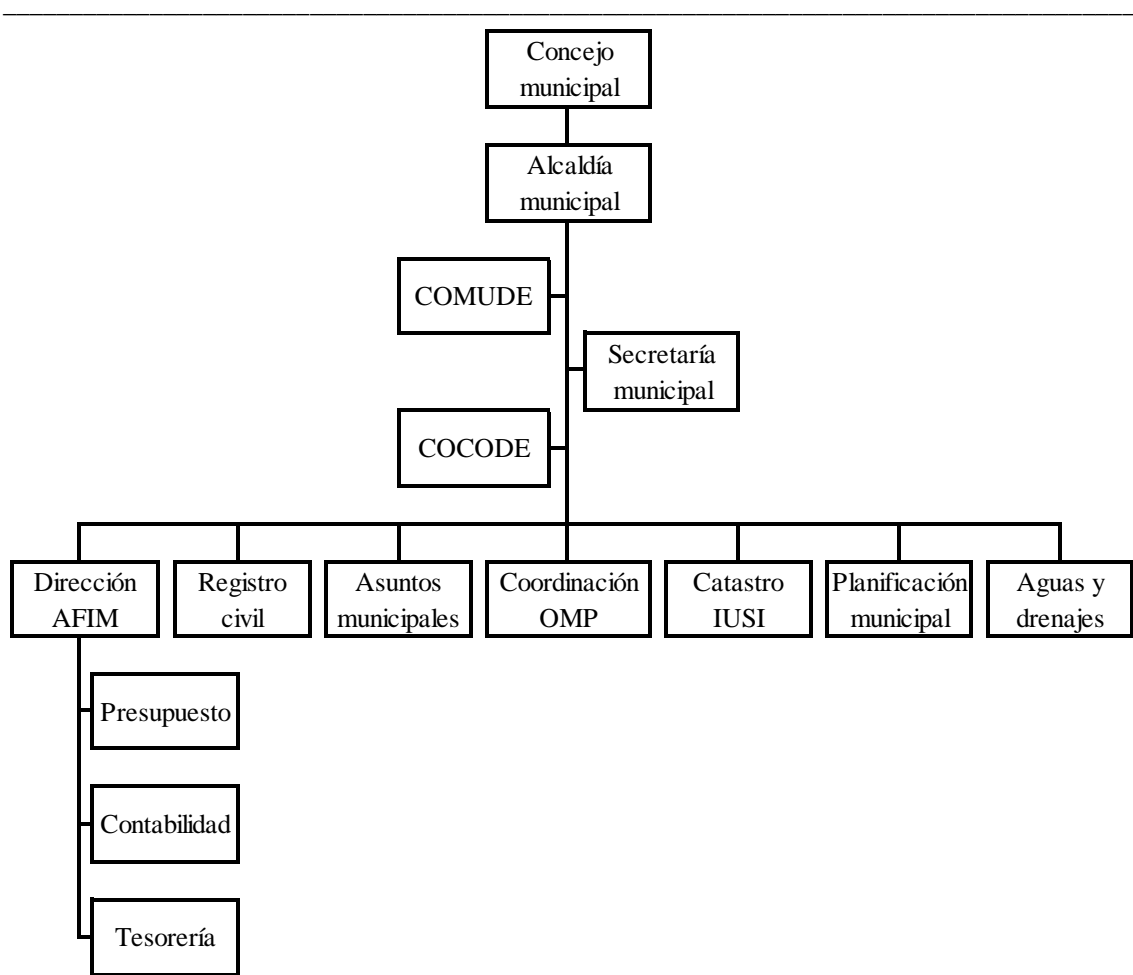 Concejo
municipal
Alcaldía
municipal
COMUDE
Secretaría
municipal
COCODE
Dirección
AFIM
Registro
civil
Asuntos
municipales
Coordinación
OMP
Catastro
IUSI
Planificación
municipal
Aguas y
drenajes
Presupuesto
Contabilidad
Tesorería